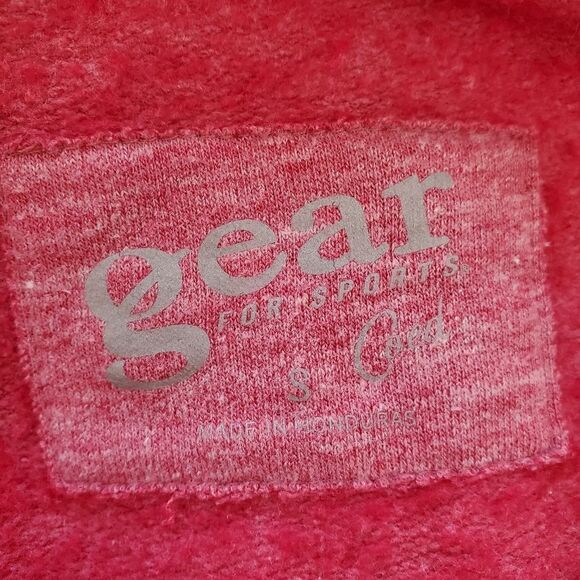 gear
FOR SPORTS®
S Coed
MADE IN HONDURAS